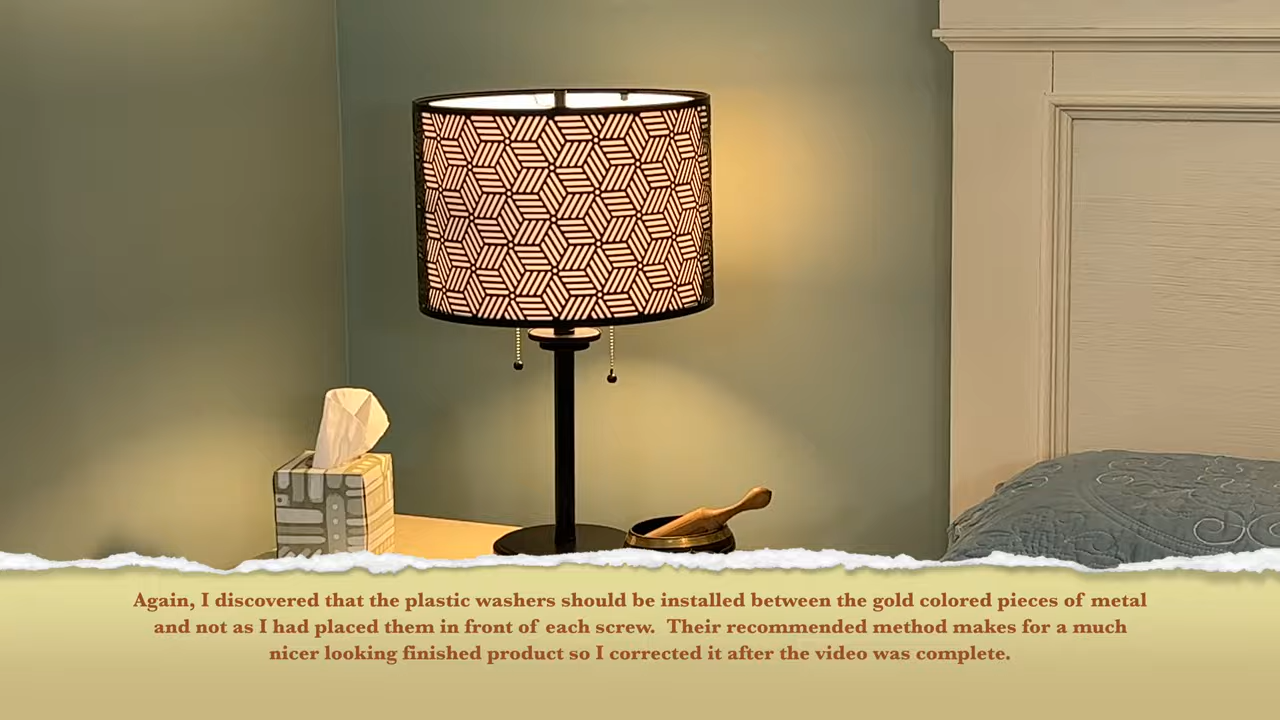 Again, I discovered that the plastic washers should be installed between the gold colored pieces of metal
and not as I had placed them in front of each screw.  Their recommended method makes for a much
nicer looking finished product so I corrected it after the video was complete.